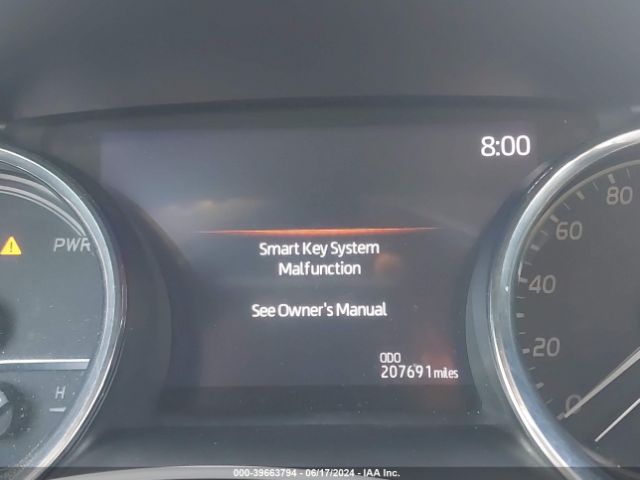 8:00
PWR
Smart Key System
Malfunction
See Owner's Manual
ODO
207691 miles
H
80
60
40
20
0
000-39663794 - 06/17/2024 - IAA Inc.